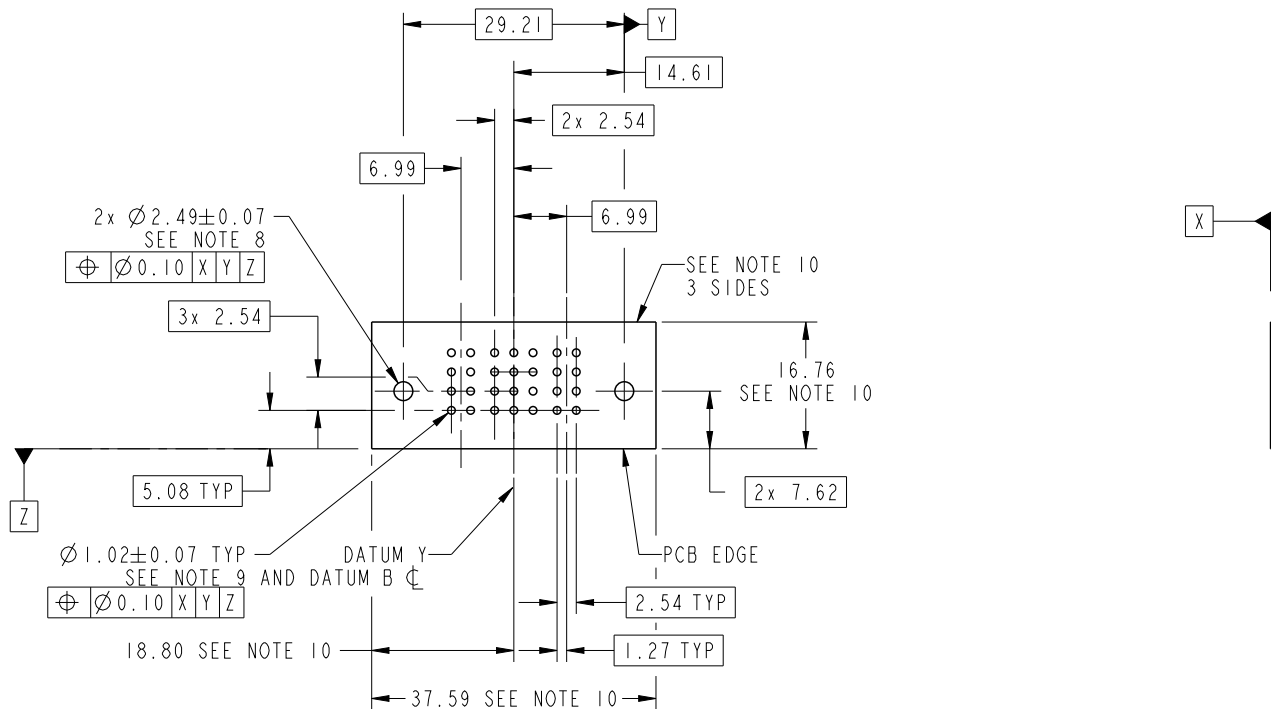 29.21
Y
14.61
2x 2.54
6.99
6.99
X
2x Ø2.49±0.07
SEE NOTE 8
⌖ Ø0.10 X Y Z
SEE NOTE 10
3 SIDES
3x 2.54
16.76
SEE NOTE 10
5.08 TYP
2x 7.62
Z
Ø1.02±0.07 TYP
SEE NOTE 9 AND DATUM B ℄
DATUM Y
PCB EDGE
⌖ Ø0.10 X Y Z
2.54 TYP
18.80 SEE NOTE 10
1.27 TYP
37.59 SEE NOTE 10